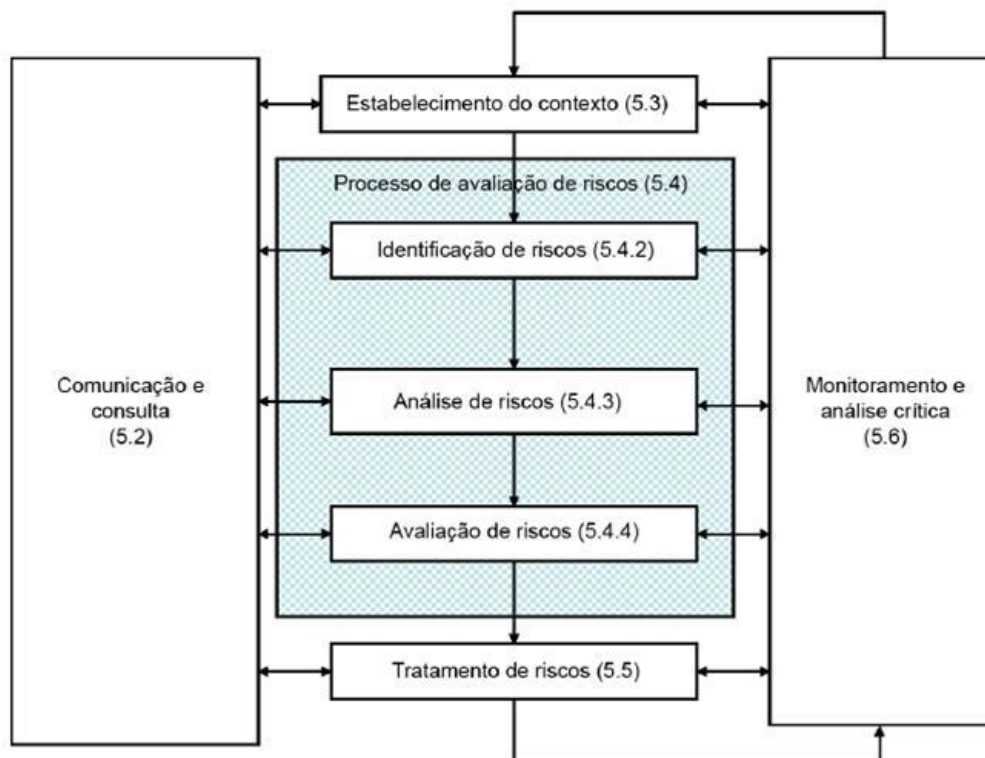 Estabelecimento do contexto (5.3)
Processo de avaliação de riscos (5.4)
Identificação de riscos (5.4.2)
Comunicação e
consulta
(5.2)
Análise de riscos (5.4.3)
Monitoramento e
análise crítica
(5.6)
Avaliação de riscos (5.4.4)
Tratamento de riscos (5.5)